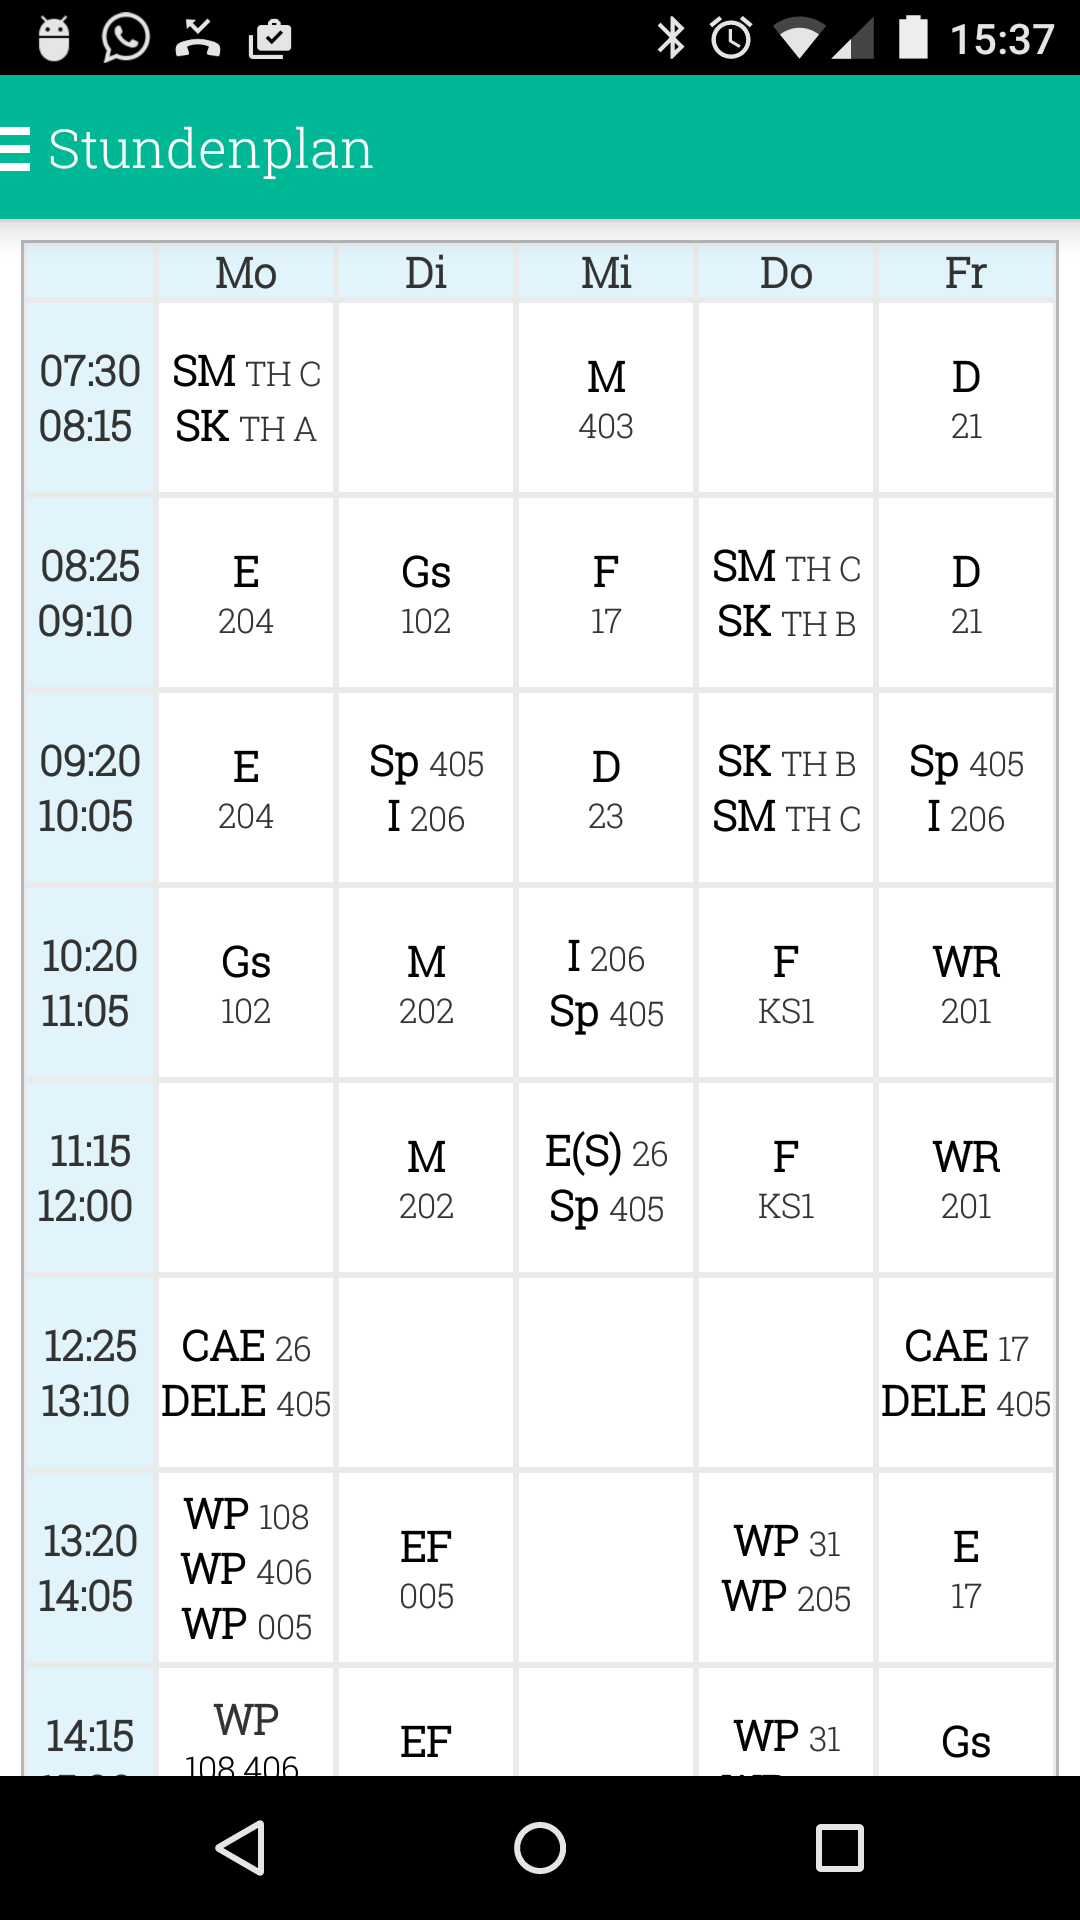 15:37
Stundenplan
Mo Di Mi Do Fr
07:30 SM TH C M D
08:15 SK TH A 403 21
08:25 E Gs F SM TH C D
09:10 204 102 17 SK TH B 21
09:20 E Sp 405 D SK TH B Sp 405
10:05 204 I 206 23 SM TH C I 206
10:20 Gs M I 206 F WR
11:05 102 202 Sp 405 KS1 201
11:15 M E(S) 26 F WR
12:00 202 Sp 405 KS1 201
12:25 CAE 26 CAE 17
13:10 DELE 405 DELE 405
WP 108
13:20 WP 406 EF WP 31 E
14:05 WP 005 005 WP 205 17
14:15 WP EF WP 31 Gs
108 406